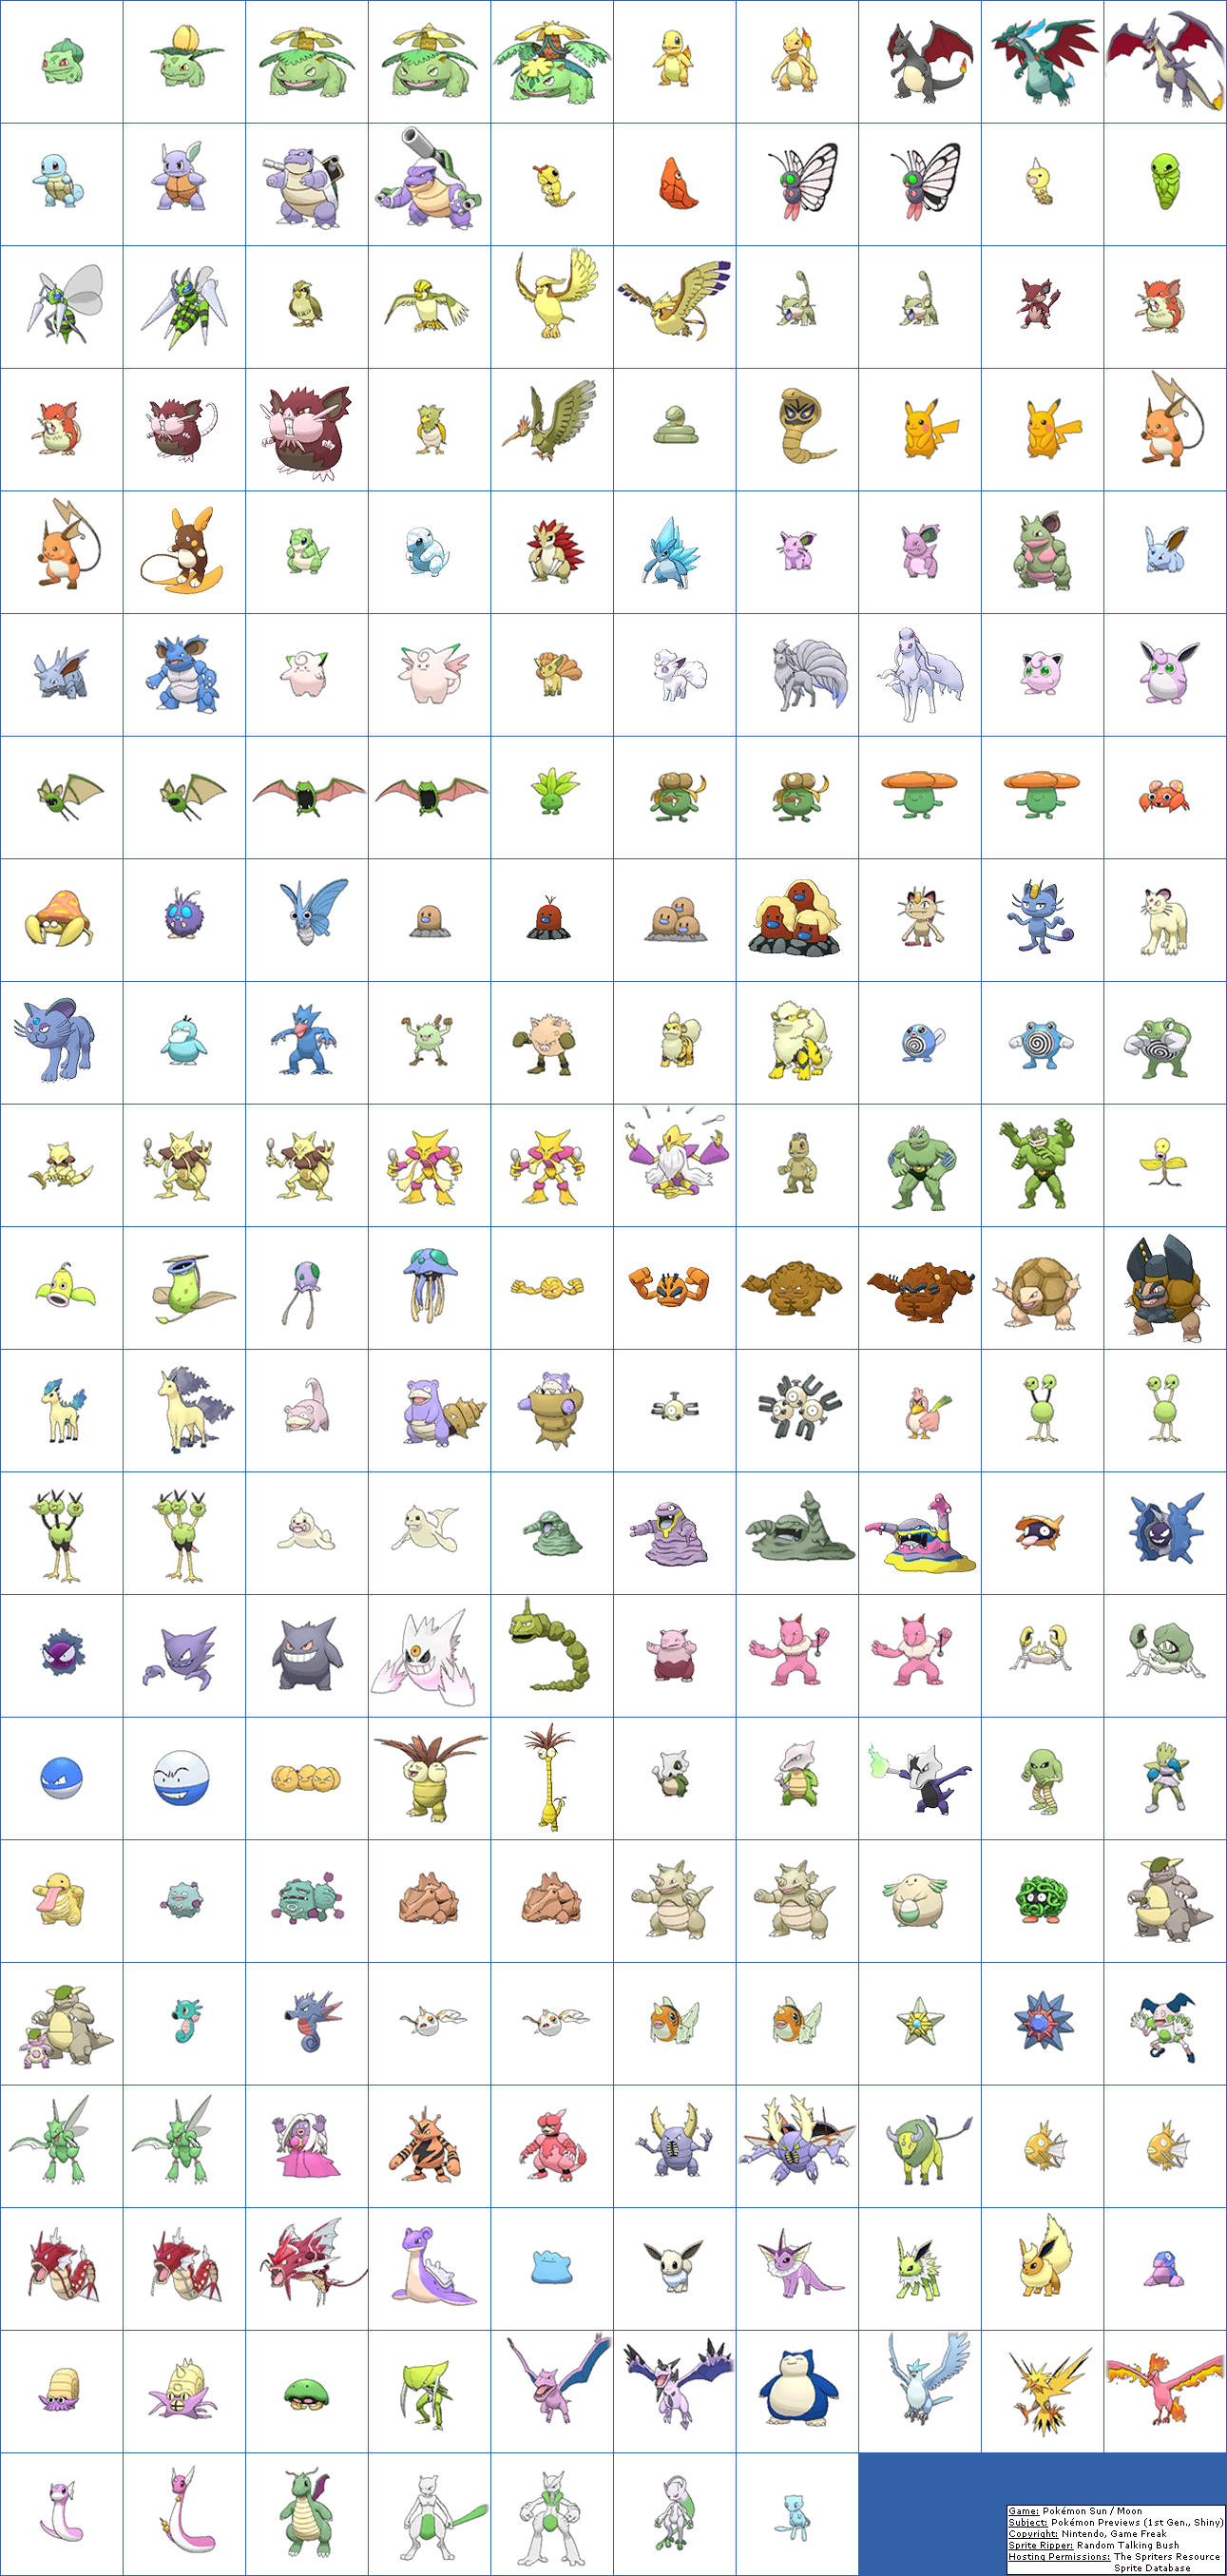 Game: Pokémon Sun / Moon
Subject: Pokémon Previews (1st Gen., Shiny)
Copyright: Nintendo, Game Freak
Sprite Ripper: Random Talking Bush
Hosting Permissions: The Spriters Resource
Sprite Database